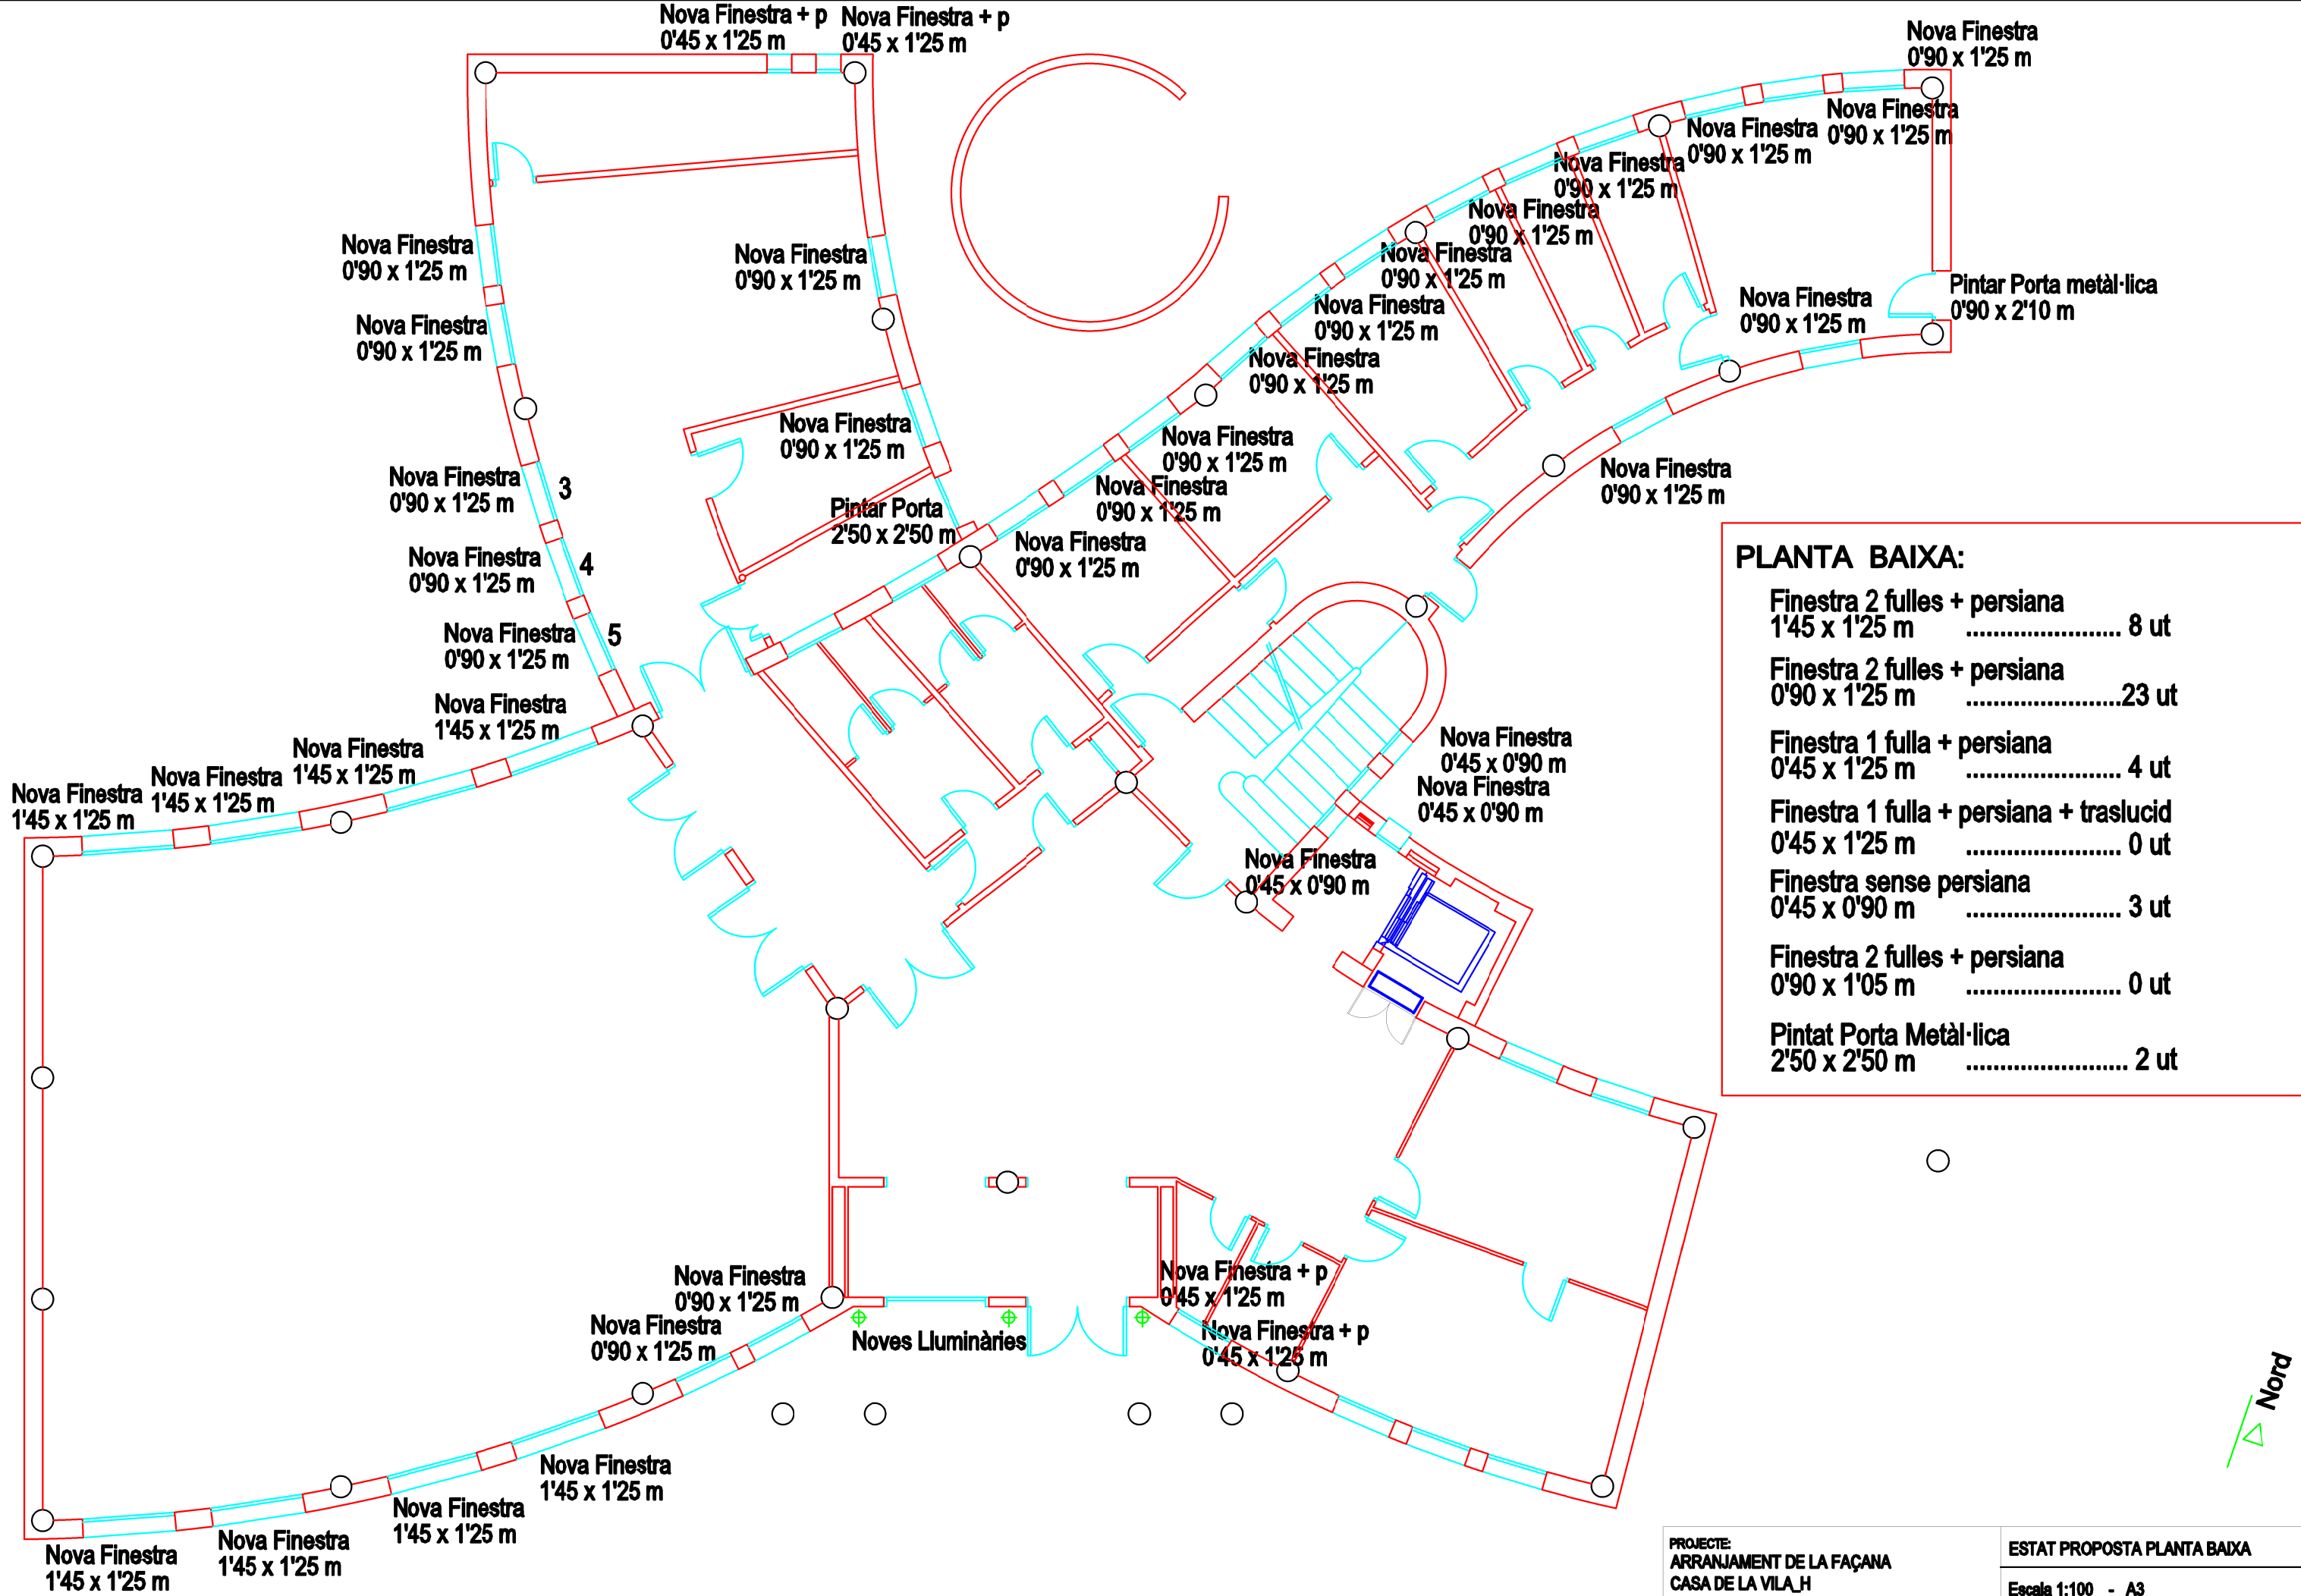 Nova Finestra + p
0'45 x 1'25 m
Nova Finestra + p
0'45 x 1'25 m
Nova Finestra
0'90 x 1'25 m
Nova Finestra
0'90 x 1'25 m
Nova Finestra
0'90 x 1'25 m
Nova Finestra
0'90 x 1'25 m
Nova Finestra
0'90 x 1'25 m
Nova Finestra
0'90 x 1'25 m
Nova Finestra
0'90 x 1'25 m
Nova Finestra
0'90 x 1'25 m
Nova Finestra
0'90 x 1'25 m
Pintar Porta metàl·lica
0'90 x 2'10 m
Nova Finestra
0'90 x 1'25 m
Nova Finestra
0'90 x 1'25 m
Nova Finestra
0'90 x 1'25 m
Nova Finestra
0'90 x 1'25 m
Nova Finestra
0'90 x 1'25 m
Nova Finestra
0'90 x 1'25 m
Nova Finestra
0'90 x 1'25 m
3
Nova Finestra
0'90 x 1'25 m
Nova Finestra
0'90 x 1'25 m
Pintar Porta
2'50 x 2'50 m
Nova Finestra
0'90 x 1'25 m
Nova Finestra
0'90 x 1'25 m
4
Nova Finestra
0'90 x 1'25 m
5
Nova Finestra
1'45 x 1'25 m
Nova Finestra
1'45 x 1'25 m
Nova Finestra
1'45 x 1'25 m
Nova Finestra
1'45 x 1'25 m
Nova Finestra
0'45 x 0'90 m
Nova Finestra
0'45 x 0'90 m
Nova Finestra
0'45 x 0'90 m
PLANTA BAIXA:
Finestra 2 fulles + persiana
1'45 x 1'25 m ....................... 8 ut
Finestra 2 fulles + persiana
0'90 x 1'25 m .......................23 ut
Finestra 1 fulla + persiana
0'45 x 1'25 m ....................... 4 ut
Finestra 1 fulla + persiana + traslucid
0'45 x 1'25 m ....................... 0 ut
Finestra sense persiana
0'45 x 0'90 m ....................... 3 ut
Finestra 2 fulles + persiana
0'90 x 1'05 m ....................... 0 ut
Pintat Porta Metàl·lica
2'50 x 2'50 m ........................ 2 ut
Nova Finestra
0'90 x 1'25 m
Nova Finestra
0'90 x 1'25 m
Noves Lluminàries
Nova Finestra + p
0'45 x 1'25 m
Nova Finestra + p
0'45 x 1'25 m
Nova Finestra
1'45 x 1'25 m
Nova Finestra
1'45 x 1'25 m
Nova Finestra
1'45 x 1'25 m
Nova Finestra
1'45 x 1'25 m
Nord
PROJECTE:
ARRANJAMENT DE LA FAÇANA
CASA DE LA VILA_H
ESTAT PROPOSTA PLANTA BAIXA
Escala 1:100 - A3